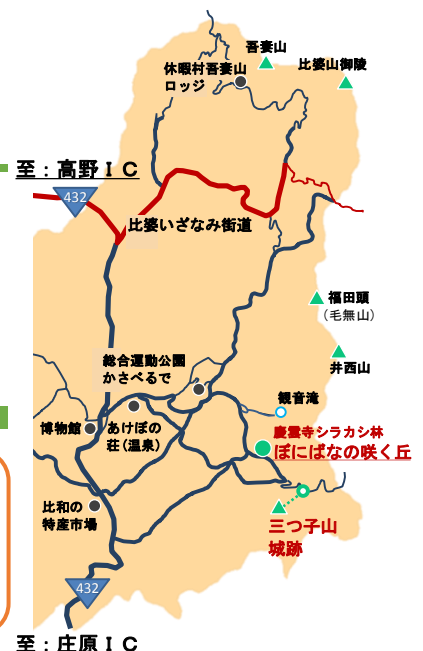 吾妻山
休暇村吾妻山
ロッジ
比婆山御陵
至：高野ＩＣ
432
比婆いざなみ街道
福田頭
（毛無山）
井西山
総合運動公園
かさべるで
観音滝
博物館
あけぼの
荘（温泉）
慶雲寺シラカシ林
ぼにばなの咲く丘
比和の
特産市場
三つ子山
城跡
432
至：庄原ＩＣ